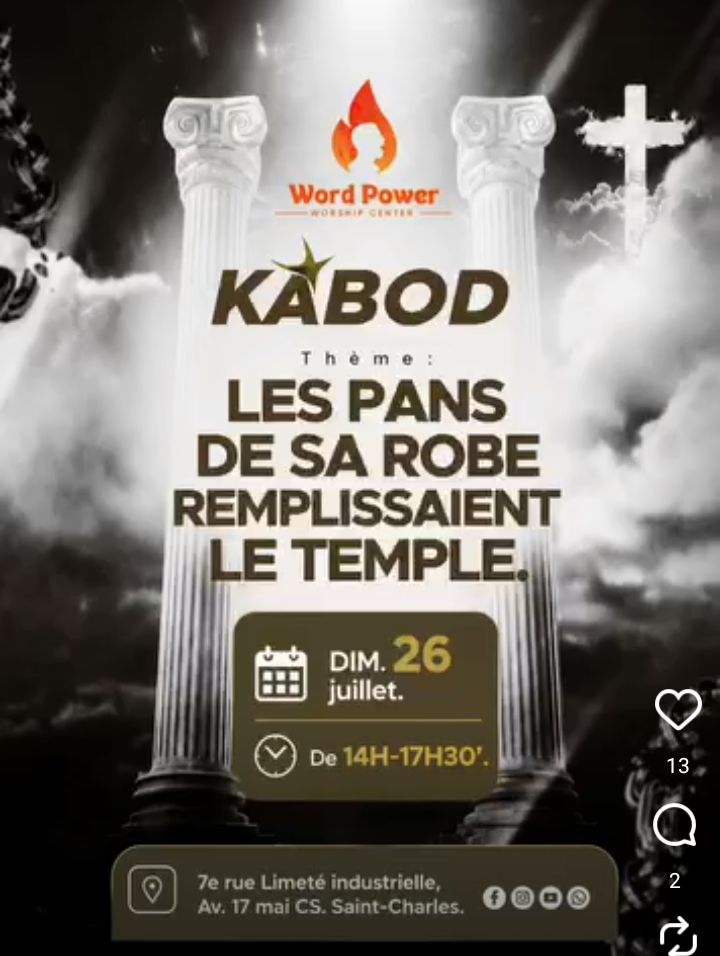 Word Power
WORSHIP CENTER
KABOD
Thème:
LES PANS
DE SA ROBE
REMPLISSAIENT
LE TEMPLE.
DIM. 26
juillet.
De 14H-17H30'.
7e rue Limeté industrielle,
Av. 17 mai CS. Saint-Charles.
13
2